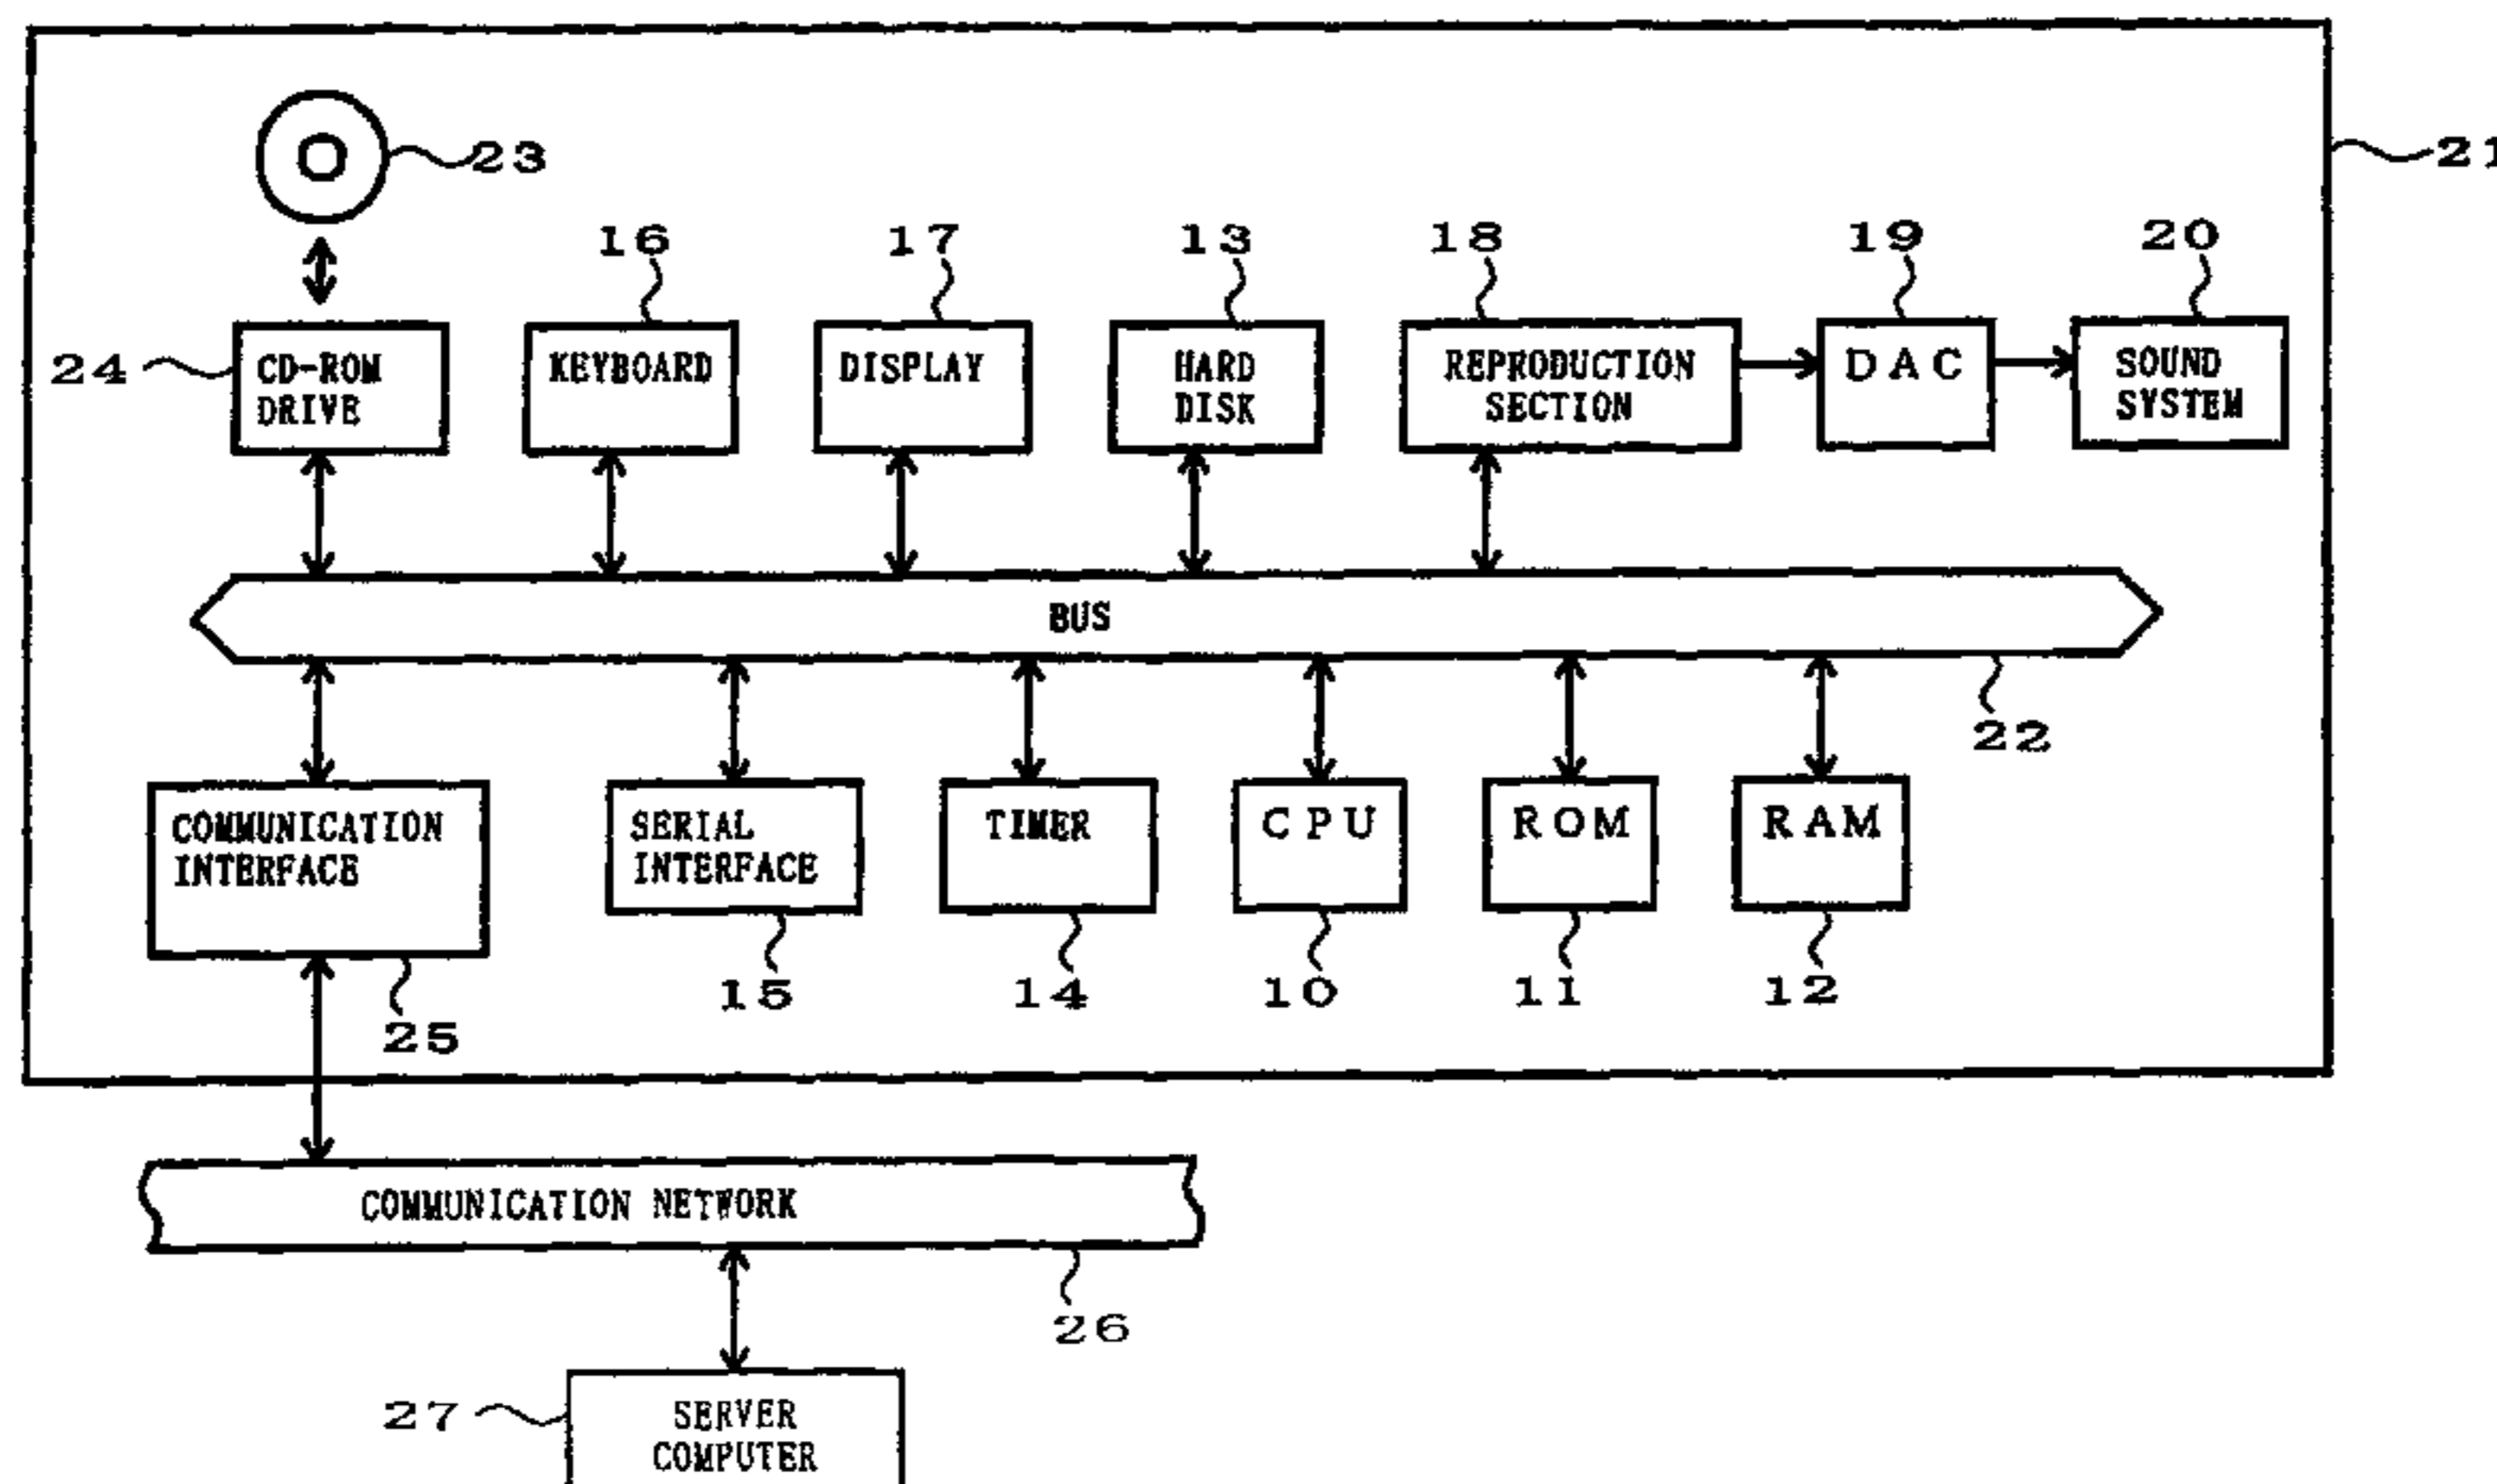 23
21
16
17
13
18
19
20
24
CD-ROM
DRIVE
KEYBOARD
DISPLAY
HARD
DISK
REPRODUCTION
SECTION
DAC
SOUND
SYSTEM
BUS
22
COMMUNICATION
INTERFACE
SERIAL
INTERFACE
TIMER
CPU
ROM
RAM
25
15
14
10
11
12
COMMUNICATION NETWORK
26
27
SERVER
COMPUTER